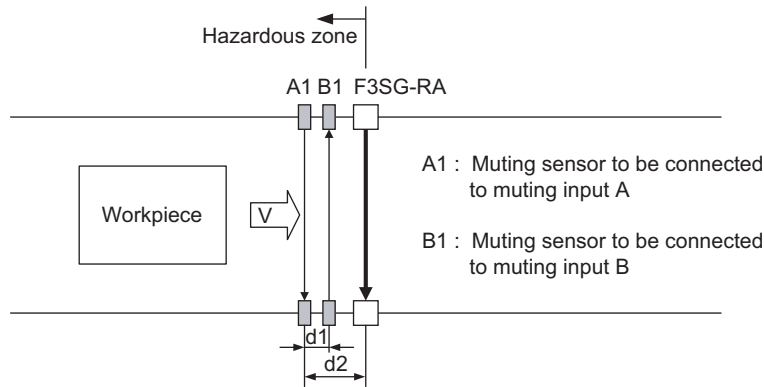 Hazardous zone
A1 B1 F3SG-RA
A1 : Muting sensor to be connected
to muting input A
Workpiece
V
B1 : Muting sensor to be connected
to muting input B
d1
d2